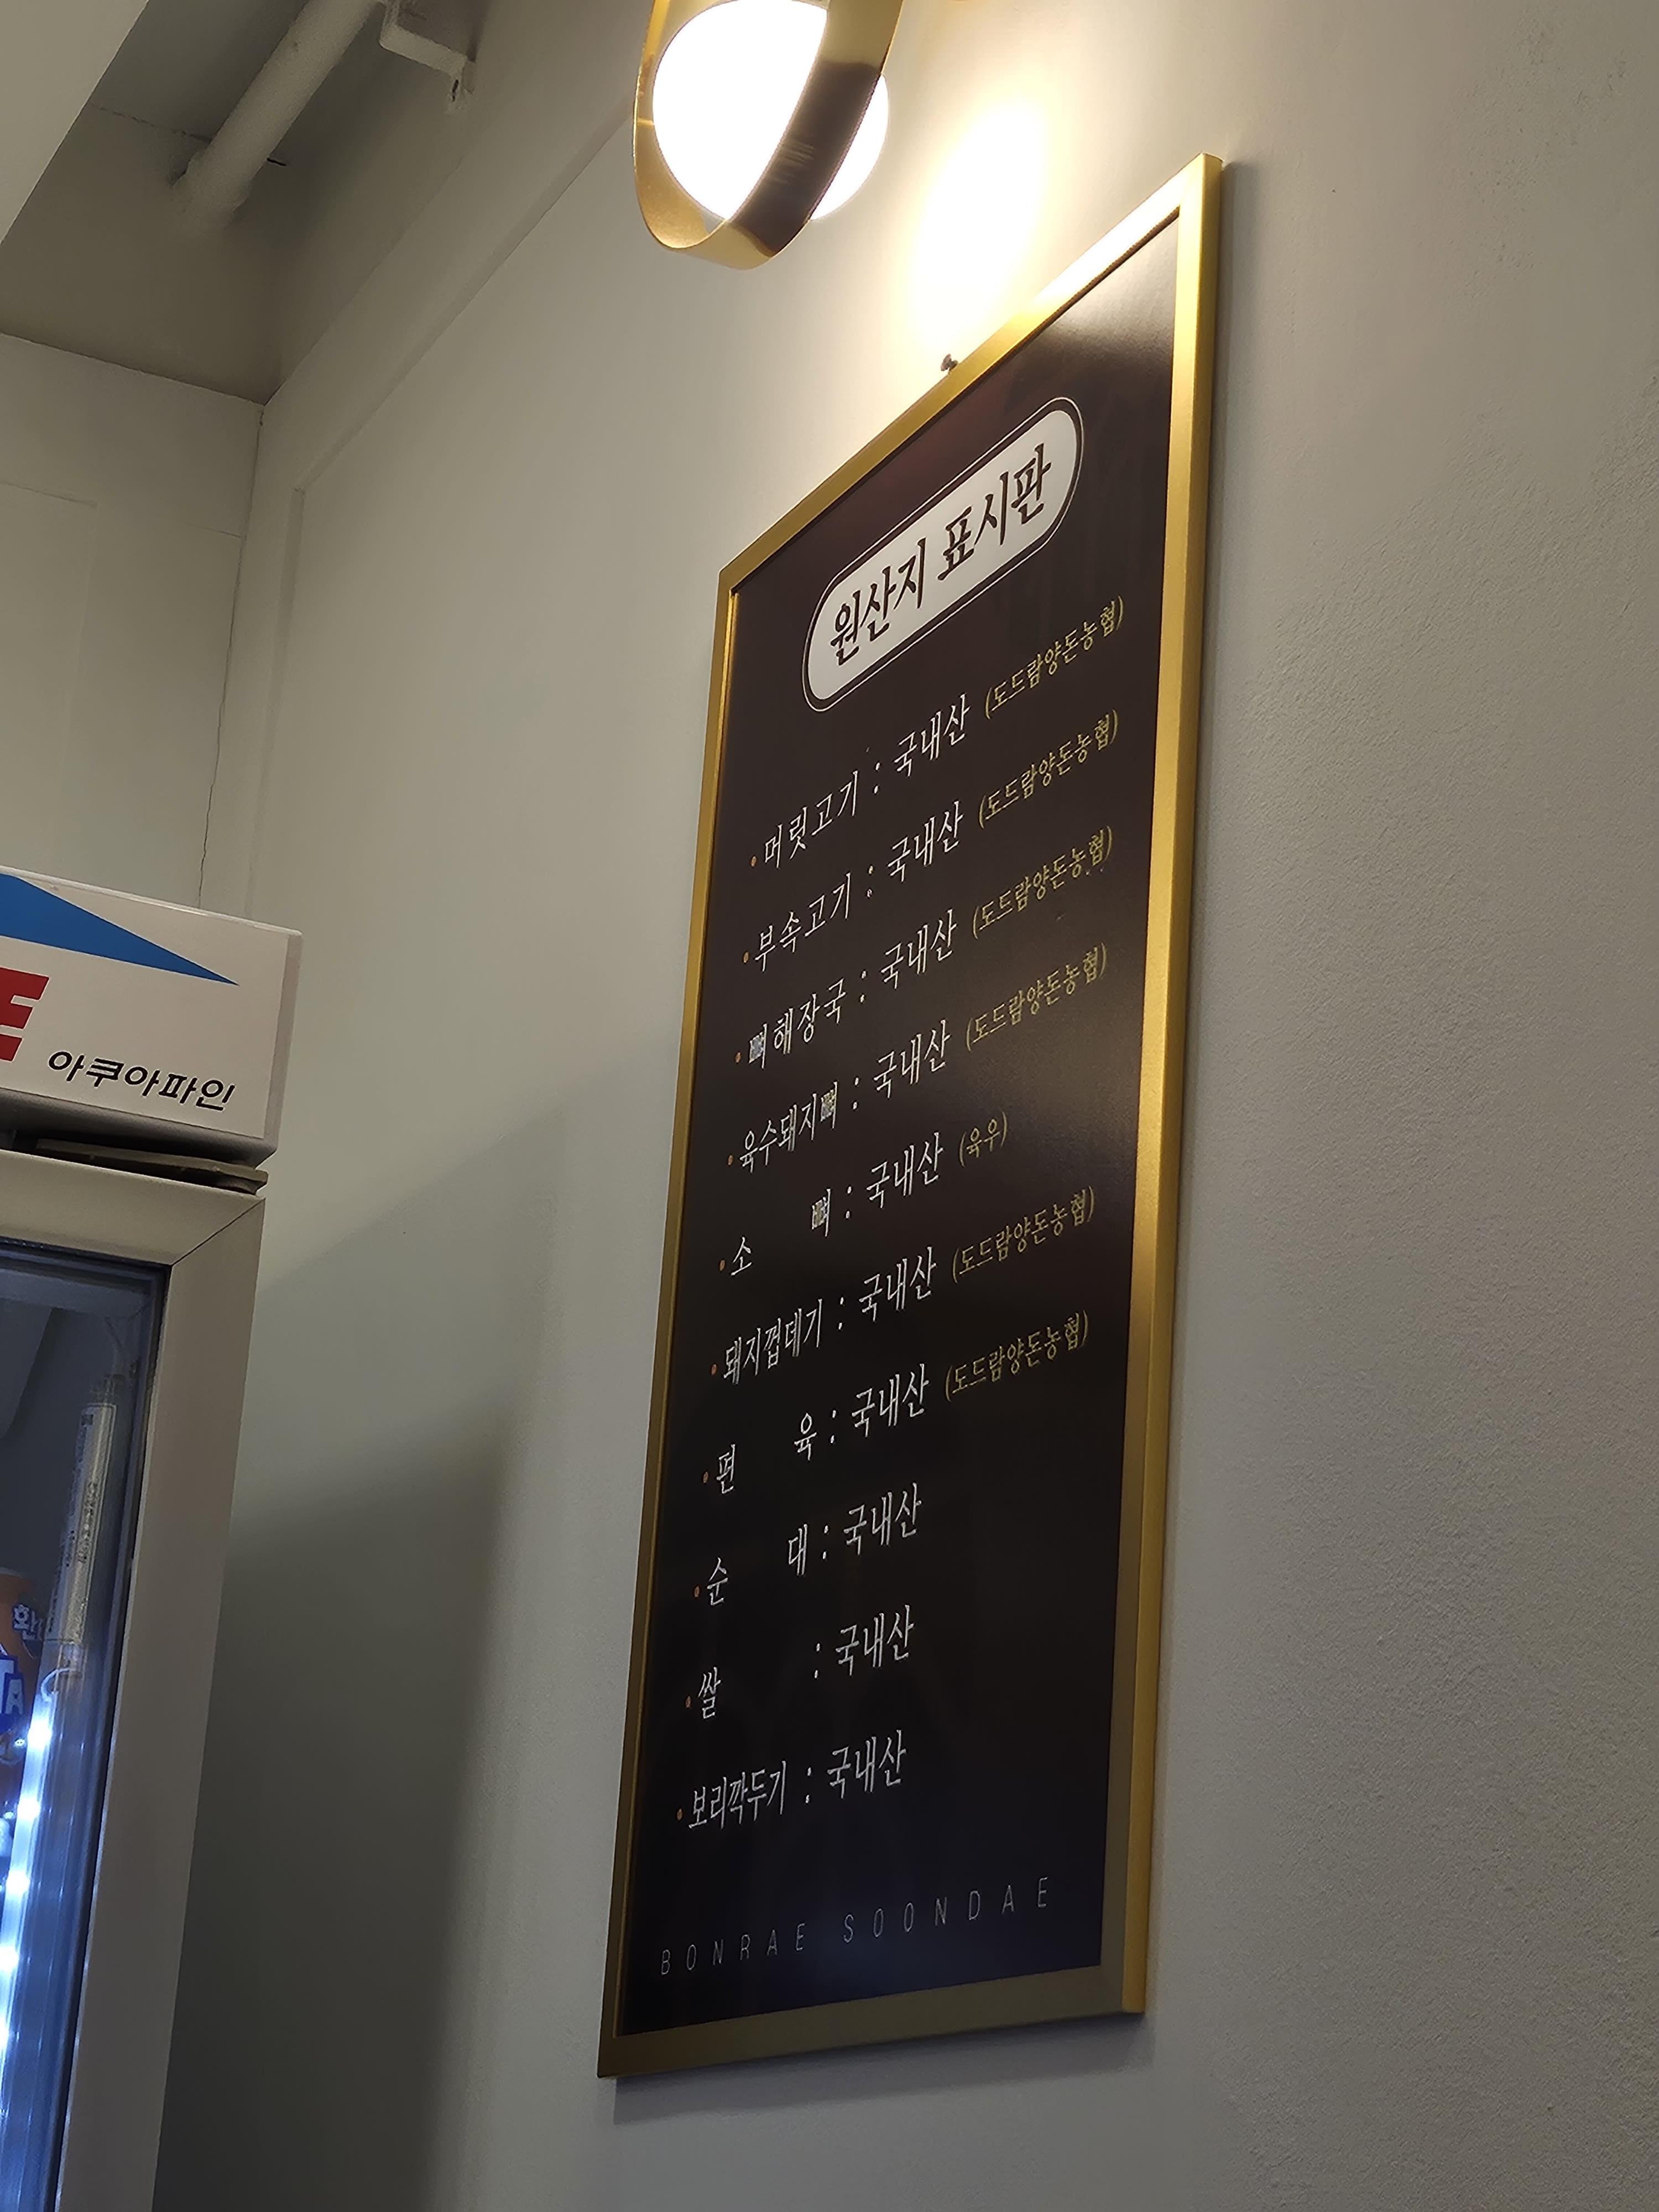 원산지 표시판
· 머릿고기 : 국내산 (도드람양돈농협)
· 부속고기 : 국내산 (도드람양돈농협)
· 뼈해장국 : 국내산 (도드람양돈농협)
· 육수돼지뼈 : 국내산 (도드람양돈농협)
· 소 뼈 : 국내산 (육우)
· 돼지껍데기 : 국내산 (도드람양돈농협)
· 편 육 : 국내산 (도드람양돈농협)
· 순 대 : 국내산
· 쌀 : 국내산
· 보리깍두기 : 국내산
BONRAE SOONDAE
아쿠아파인